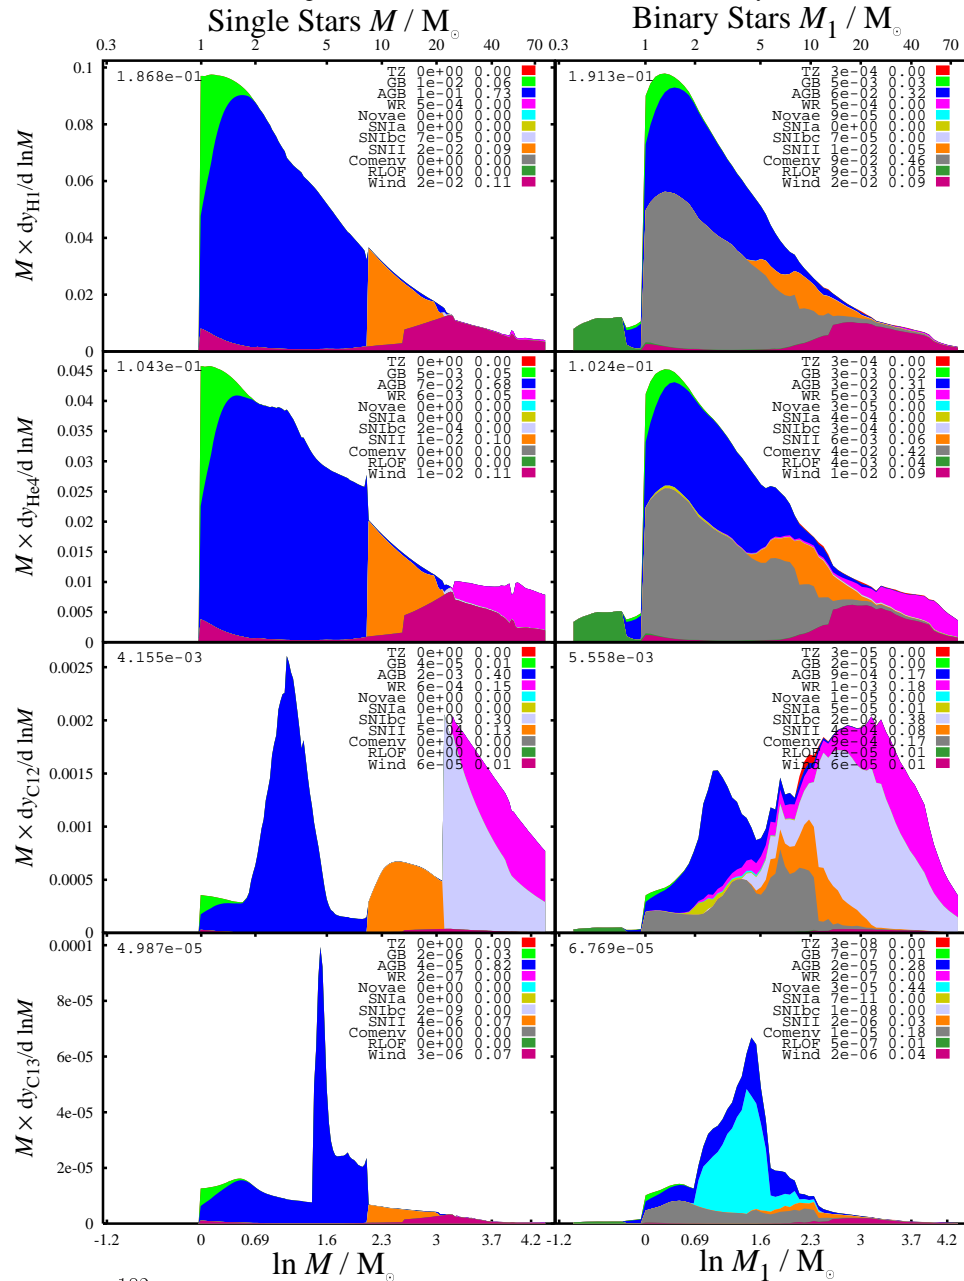 Single Stars M / M☉
Binary Stars M1 / M☉
0.3 1 2 5 10 20 40 70
0.3 1 2 5 10 20 40 70
M × dyH1/d lnM
0.1
0.08
0.06
0.04
0.02
0
1.868e-01
TZ 0e+00 0.00
GB 1e-02 0.06
AGB 1e-01 0.73
WR 5e-04 0.00
Novae 0e+00 0.00
SNIa 0e+00 0.00
SNIbc 7e-05 0.00
SNII 2e-02 0.09
Comenv 0e+00 0.00
RLOF 0e+00 0.00
Wind 2e-02 0.11
1.913e-01
TZ 3e-04 0.00
GB 5e-03 0.03
AGB 6e-02 0.32
WR 5e-04 0.00
Novae 9e-05 0.00
SNIa 0e+00 0.00
SNIbc 7e-05 0.00
SNII 1e-02 0.05
Comenv 9e-02 0.46
RLOF 9e-03 0.05
Wind 2e-02 0.09
M × dyHe4/d lnM
0.045
0.04
0.035
0.03
0.025
0.02
0.015
0.01
0.005
0
1.043e-01
TZ 0e+00 0.00
GB 5e-03 0.05
AGB 7e-02 0.68
WR 6e-03 0.05
Novae 0e+00 0.00
SNIa 0e+00 0.00
SNIbc 2e-04 0.00
SNII 1e-02 0.10
Comenv 0e+00 0.00
RLOF 0e+00 0.00
Wind 1e-02 0.11
1.024e-01
TZ 3e-04 0.00
GB 3e-03 0.02
AGB 3e-02 0.31
WR 5e-03 0.05
Novae 3e-05 0.00
SNIa 4e-04 0.00
SNIbc 3e-04 0.00
SNII 6e-03 0.06
Comenv 4e-02 0.42
RLOF 4e-03 0.04
Wind 1e-02 0.09
M × dyC12/d lnM
0.0025
0.002
0.0015
0.001
0.0005
0
4.155e-03
TZ 0e+00 0.00
GB 4e-05 0.01
AGB 2e-03 0.40
WR 6e-04 0.15
Novae 0e+00 0.00
SNIa 0e+00 0.00
SNIbc 1e-03 0.30
SNII 5e-04 0.13
Comenv 0e+00 0.00
RLOF 0e+00 0.00
Wind 6e-05 0.01
5.558e-03
TZ 3e-05 0.00
GB 2e-05 0.00
AGB 9e-04 0.17
WR 1e-03 0.18
Novae 1e-05 0.00
SNIa 5e-05 0.01
SNIbc 2e-03 0.38
SNII 4e-04 0.08
Comenv 9e-04 0.17
RLOF 4e-05 0.01
Wind 6e-05 0.01
M × dyC13/d lnM
0.0001
8e-05
6e-05
4e-05
2e-05
0
4.987e-05
TZ 0e+00 0.00
GB 2e-06 0.03
AGB 4e-05 0.82
WR 2e-07 0.00
Novae 0e+00 0.00
SNIa 0e+00 0.00
SNIbc 2e-09 0.00
SNII 4e-06 0.07
Comenv 0e+00 0.00
RLOF 0e+00 0.00
Wind 3e-06 0.07
6.769e-05
TZ 3e-08 0.00
GB 7e-07 0.01
AGB 2e-05 0.28
WR 2e-07 0.00
Novae 3e-05 0.44
SNIa 7e-11 0.00
SNIbc 1e-08 0.00
SNII 2e-06 0.03
Comenv 1e-05 0.18
RLOF 5e-07 0.01
Wind 2e-06 0.04
-1.2 0 0.69 1.6 2.3 3 3.7 4.2
-1.2 0 0.69 1.6 2.3 3 3.7 4.2
ln M / M☉
ln M1 / M☉